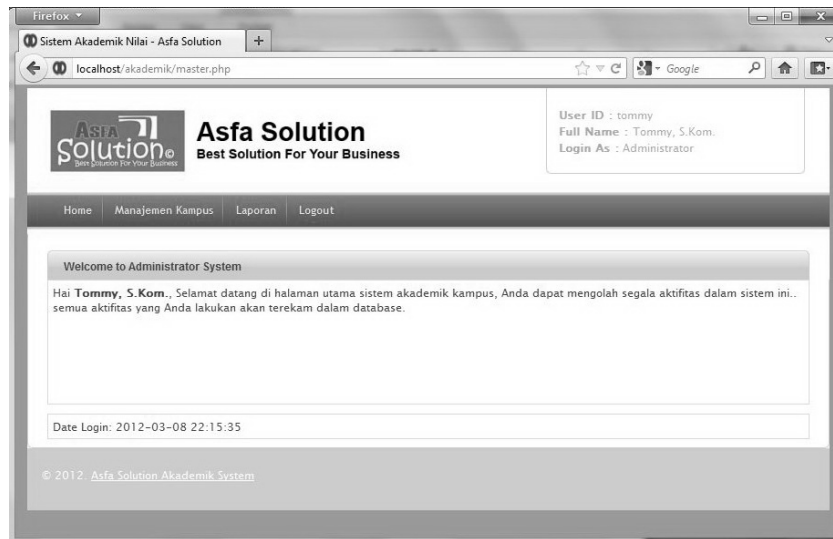 Firefox
Sistem Akademik Nilai - Asfa Solution
localhost/akademik/master.php
Google
ASFA
Solution©
Best Solution For Your Business
Asfa Solution
Best Solution For Your Business
User ID : tommy
Full Name : Tommy, S.Kom.
Login As : Administrator
Home Manajemen Kampus Laporan Logout
Welcome to Administrator System
Hai Tommy, S.Kom., Selamat datang di halaman utama sistem akademik kampus, Anda dapat mengolah segala aktifitas dalam sistem ini..
semua aktifitas yang Anda lakukan akan terekam dalam database.
Date Login: 2012-03-08 22:15:35
© 2012. Asfa Solution Akademik System